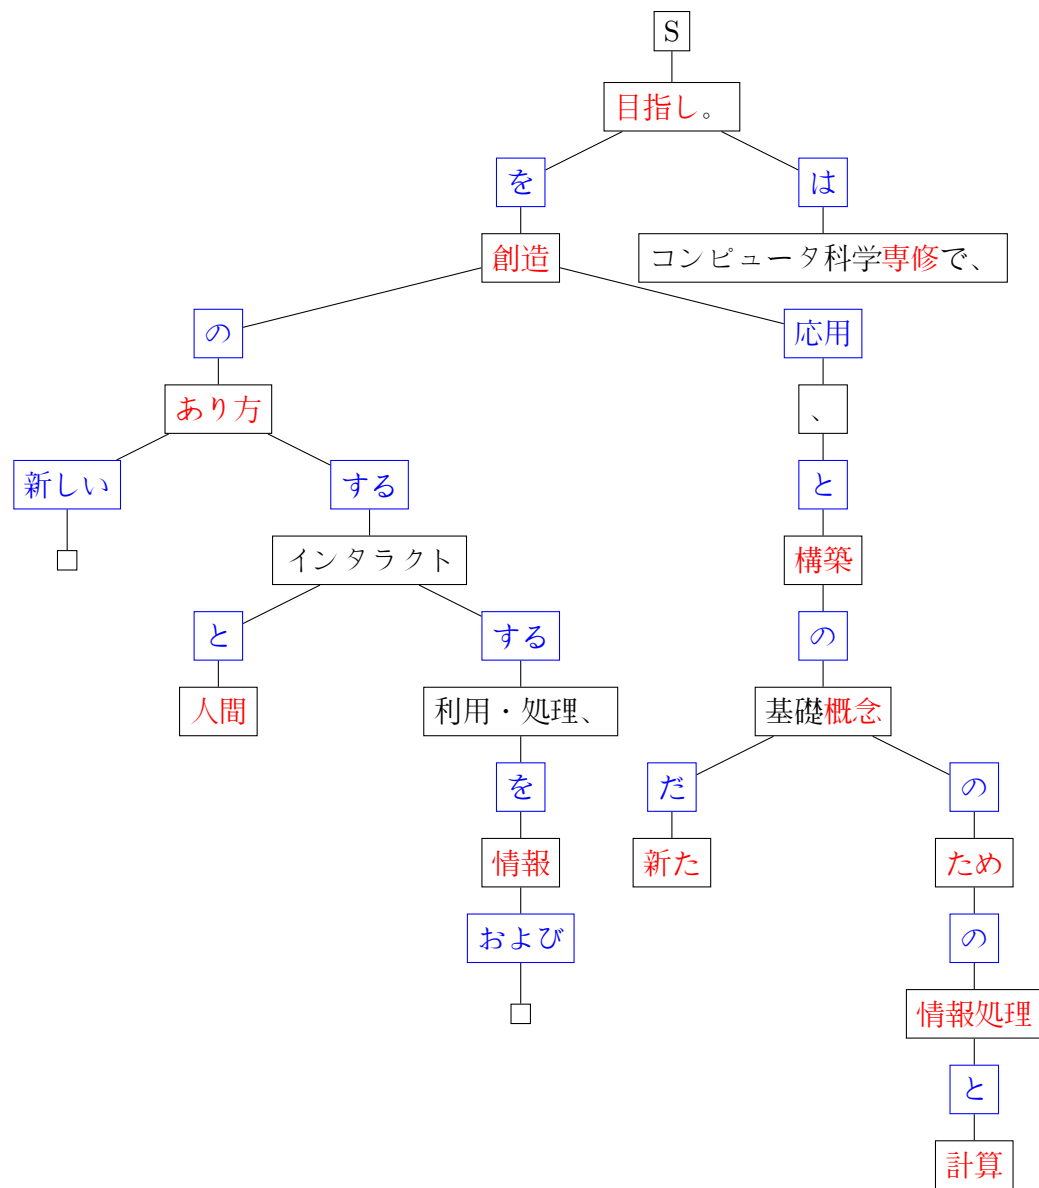 S
目指し。
を
は
創造
コンピュータ科学専修で、
の
応用
あり方
、
新しい
する
と
インタラクト
構築
と
する
の
人間
利用・処理、
基礎概念
を
だ
の
情報
新た
ため
および
の
情報処理
と
計算